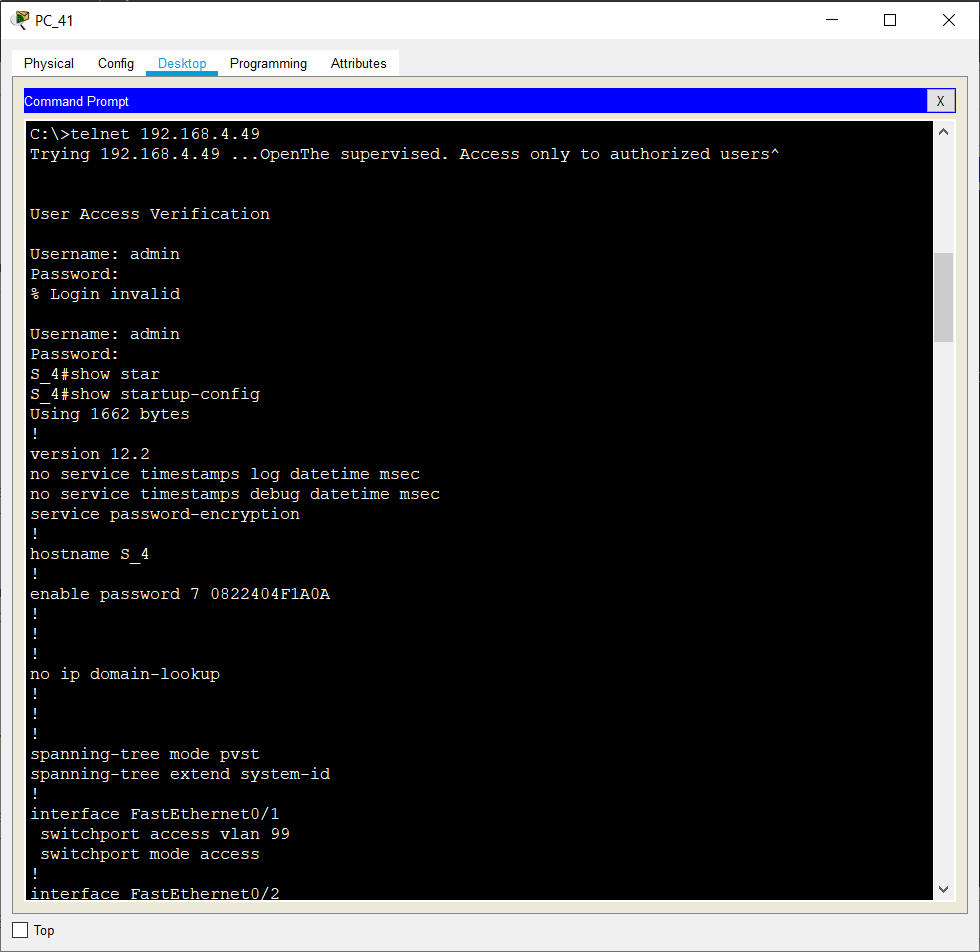 PC_41
Physical Config Desktop Programming Attributes
Command Prompt X
C:\>telnet 192.168.4.49
Trying 192.168.4.49 ...OpenThe supervised. Access only to authorized users^
User Access Verification
Username: admin
Password:
% Login invalid
Username: admin
Password:
S_4#show star
S_4#show startup-config
Using 1662 bytes
!
version 12.2
no service timestamps log datetime msec
no service timestamps debug datetime msec
service password-encryption
!
hostname S_4
!
enable password 7 0822404F1A0A
!
!
!
no ip domain-lookup
!
!
!
spanning-tree mode pvst
spanning-tree extend system-id
!
interface FastEthernet0/1
 switchport access vlan 99
 switchport mode access
!
interface FastEthernet0/2
Top